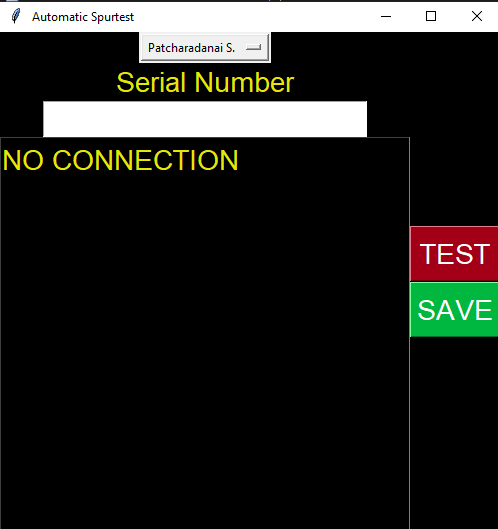 Automatic Spurtest
Patcharadanai S.
Serial Number
NO CONNECTION
TEST
SAVE